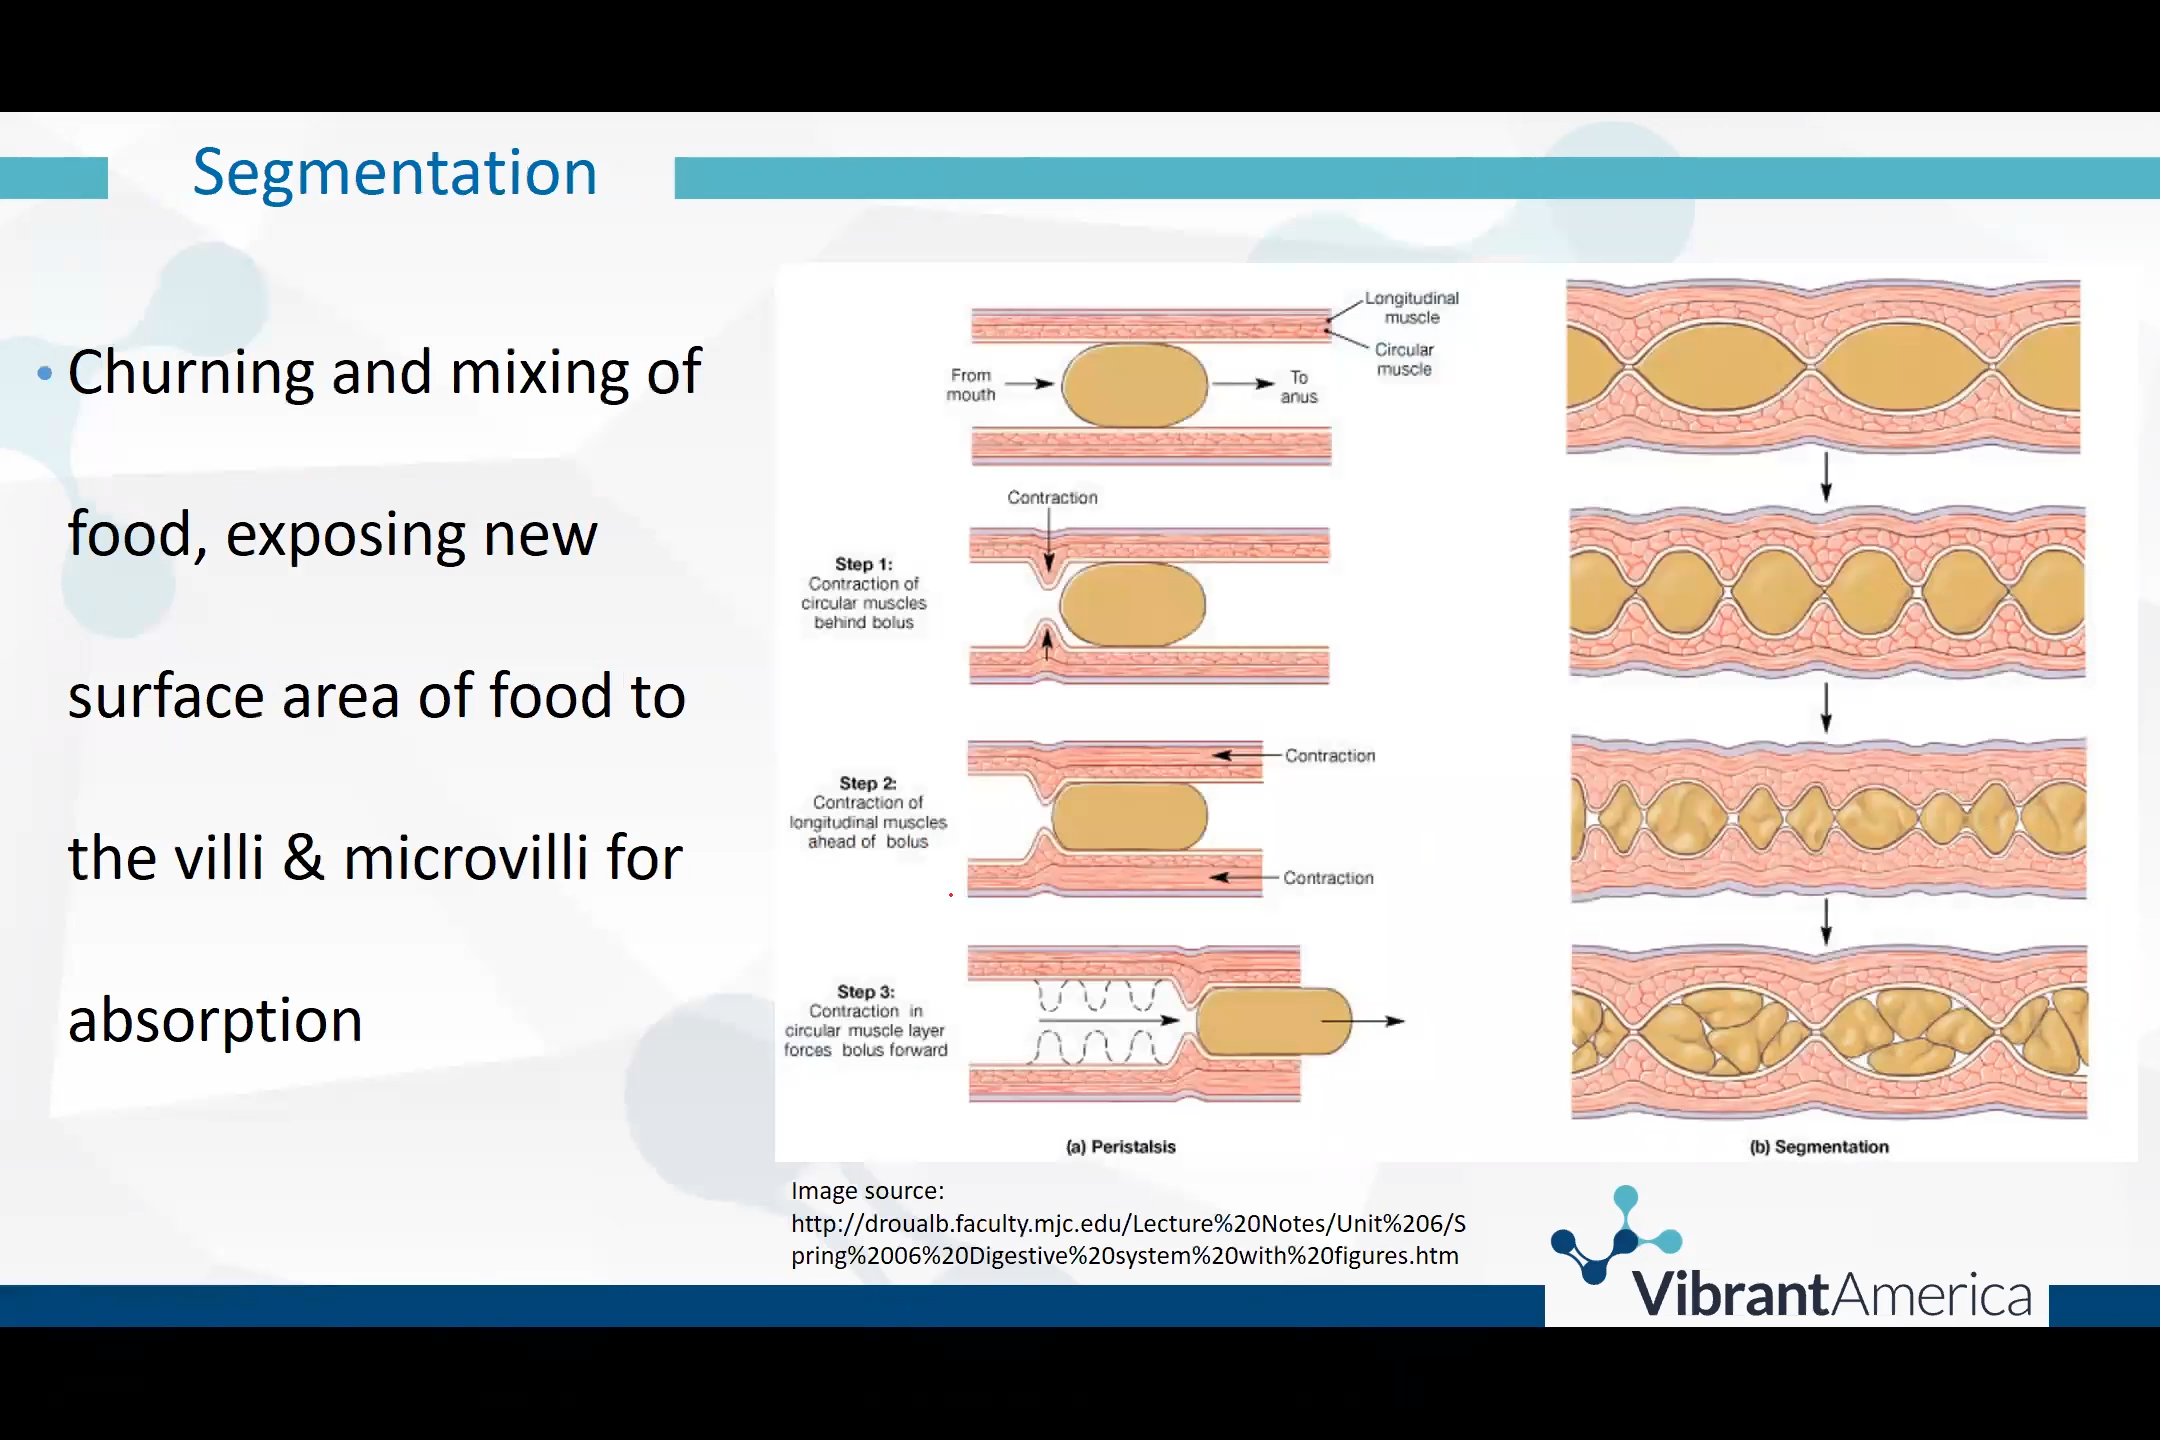 Segmentation
• Churning and mixing of
food, exposing new
surface area of food to
the villi & microvilli for
absorption
Longitudinal
muscle
Circular
muscle
From
mouth
To
anus
Contraction
Step 1:
Contraction of
circular muscles
behind bolus
Step 2:
Contraction of
longitudinal muscles
ahead of bolus
Contraction
Contraction
Step 3:
Contraction in
circular muscle layer
forces bolus forward
(a) Peristalsis
(b) Segmentation
Image source:
http://droualb.faculty.mjc.edu/Lecture%20Notes/Unit%206/S
pring%2006%20Digestive%20system%20with%20figures.htm
VibrantAmerica